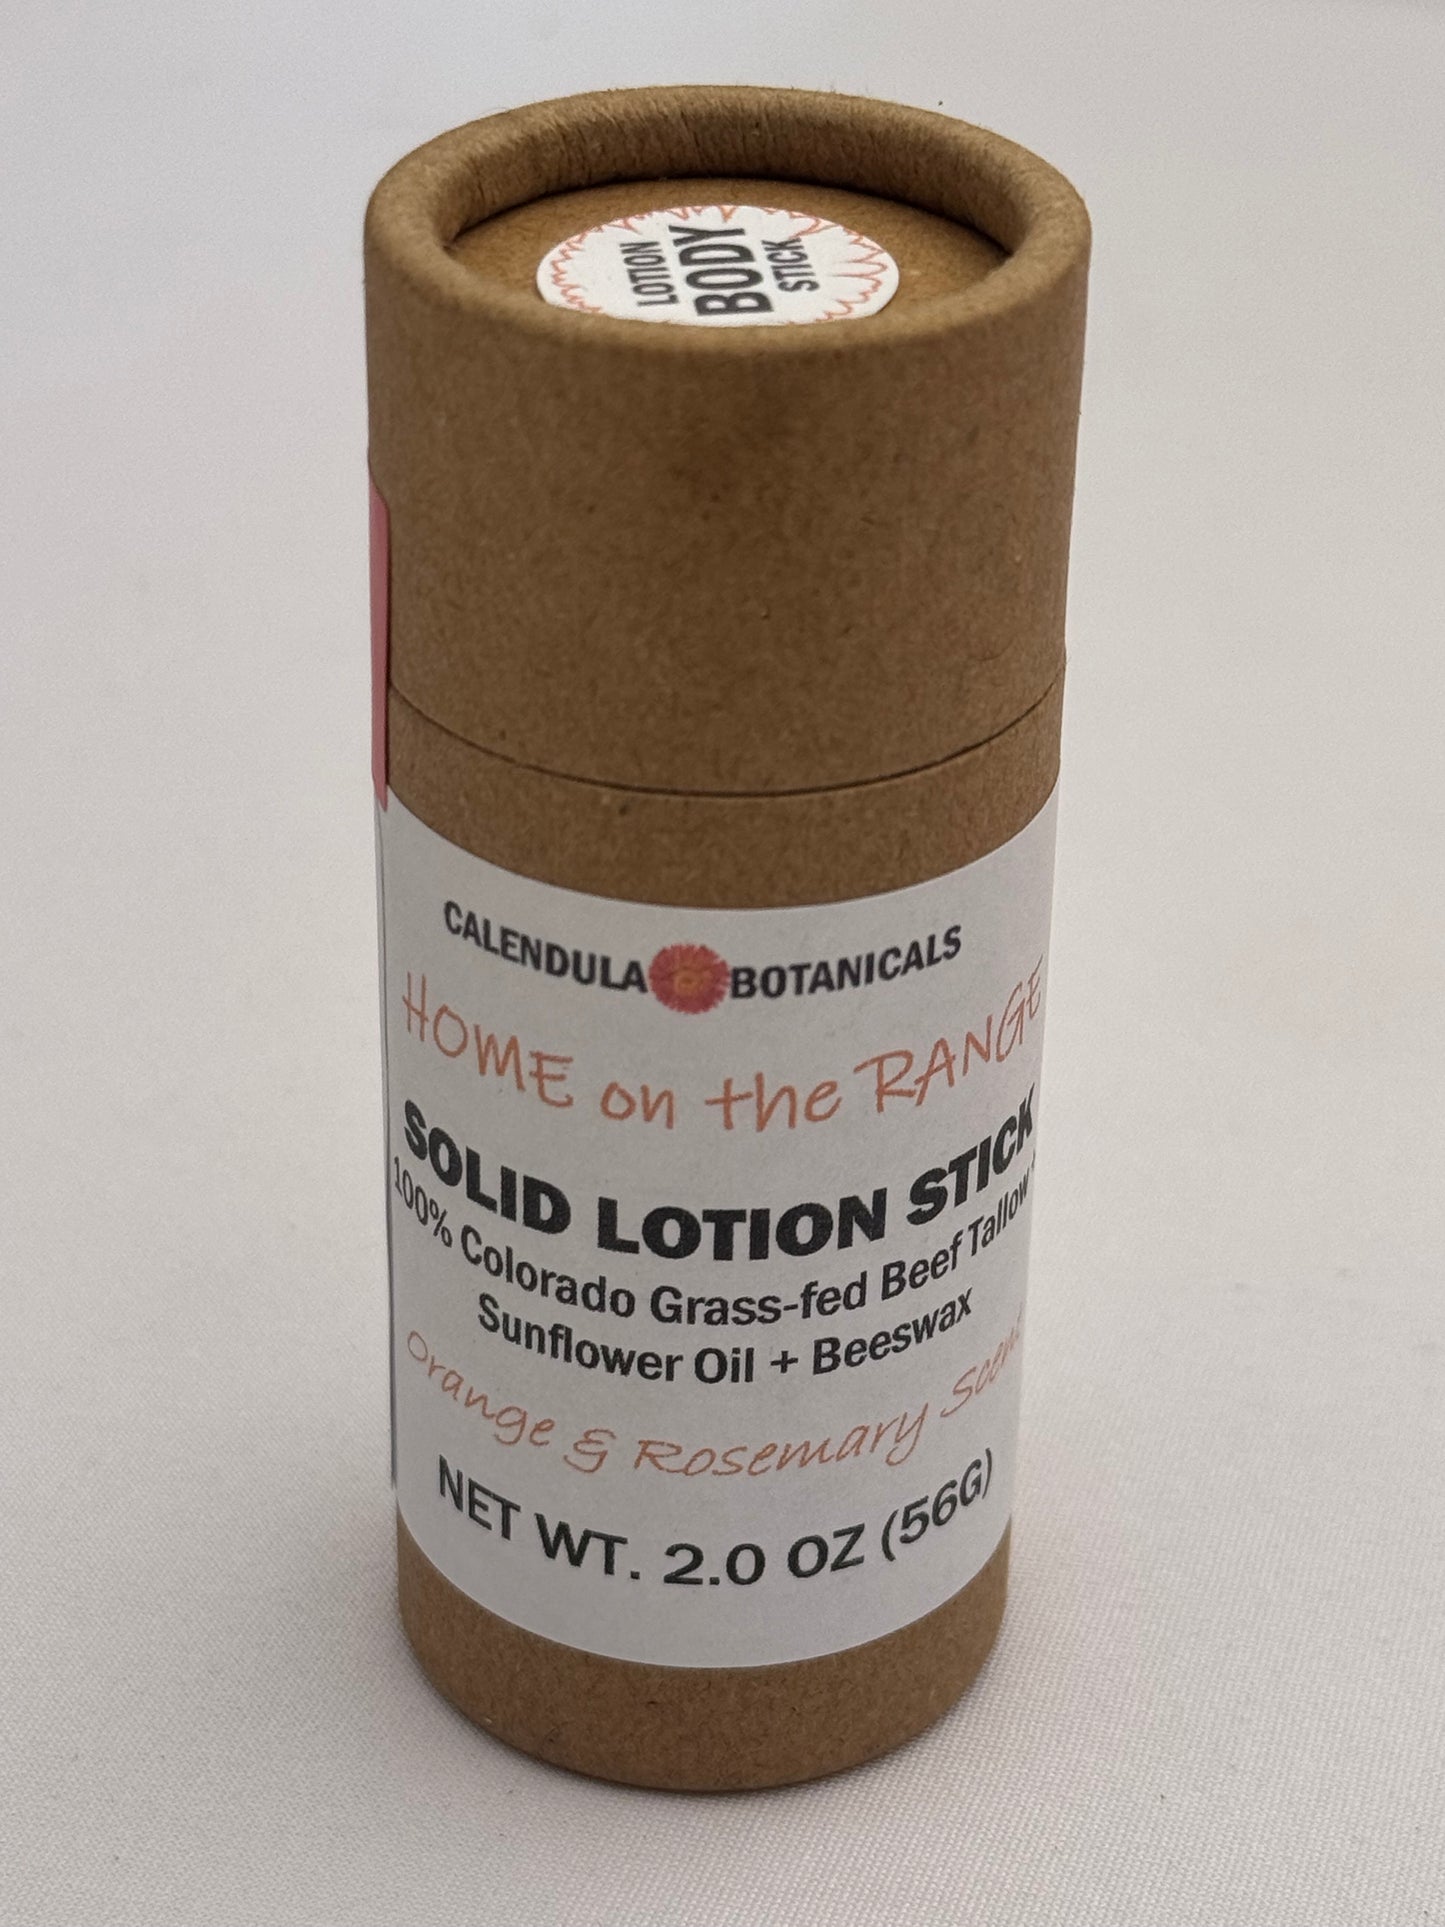 LOTION
BODY
STICK
CALENDULA BOTANICALS
HOME on the RANGE
SOLID LOTION STICK
100% Colorado Grass-fed Beef Tallow
Sunflower Oil + Beeswax
Orange & Rosemary Scent
NET WT. 2.0 OZ (56G)